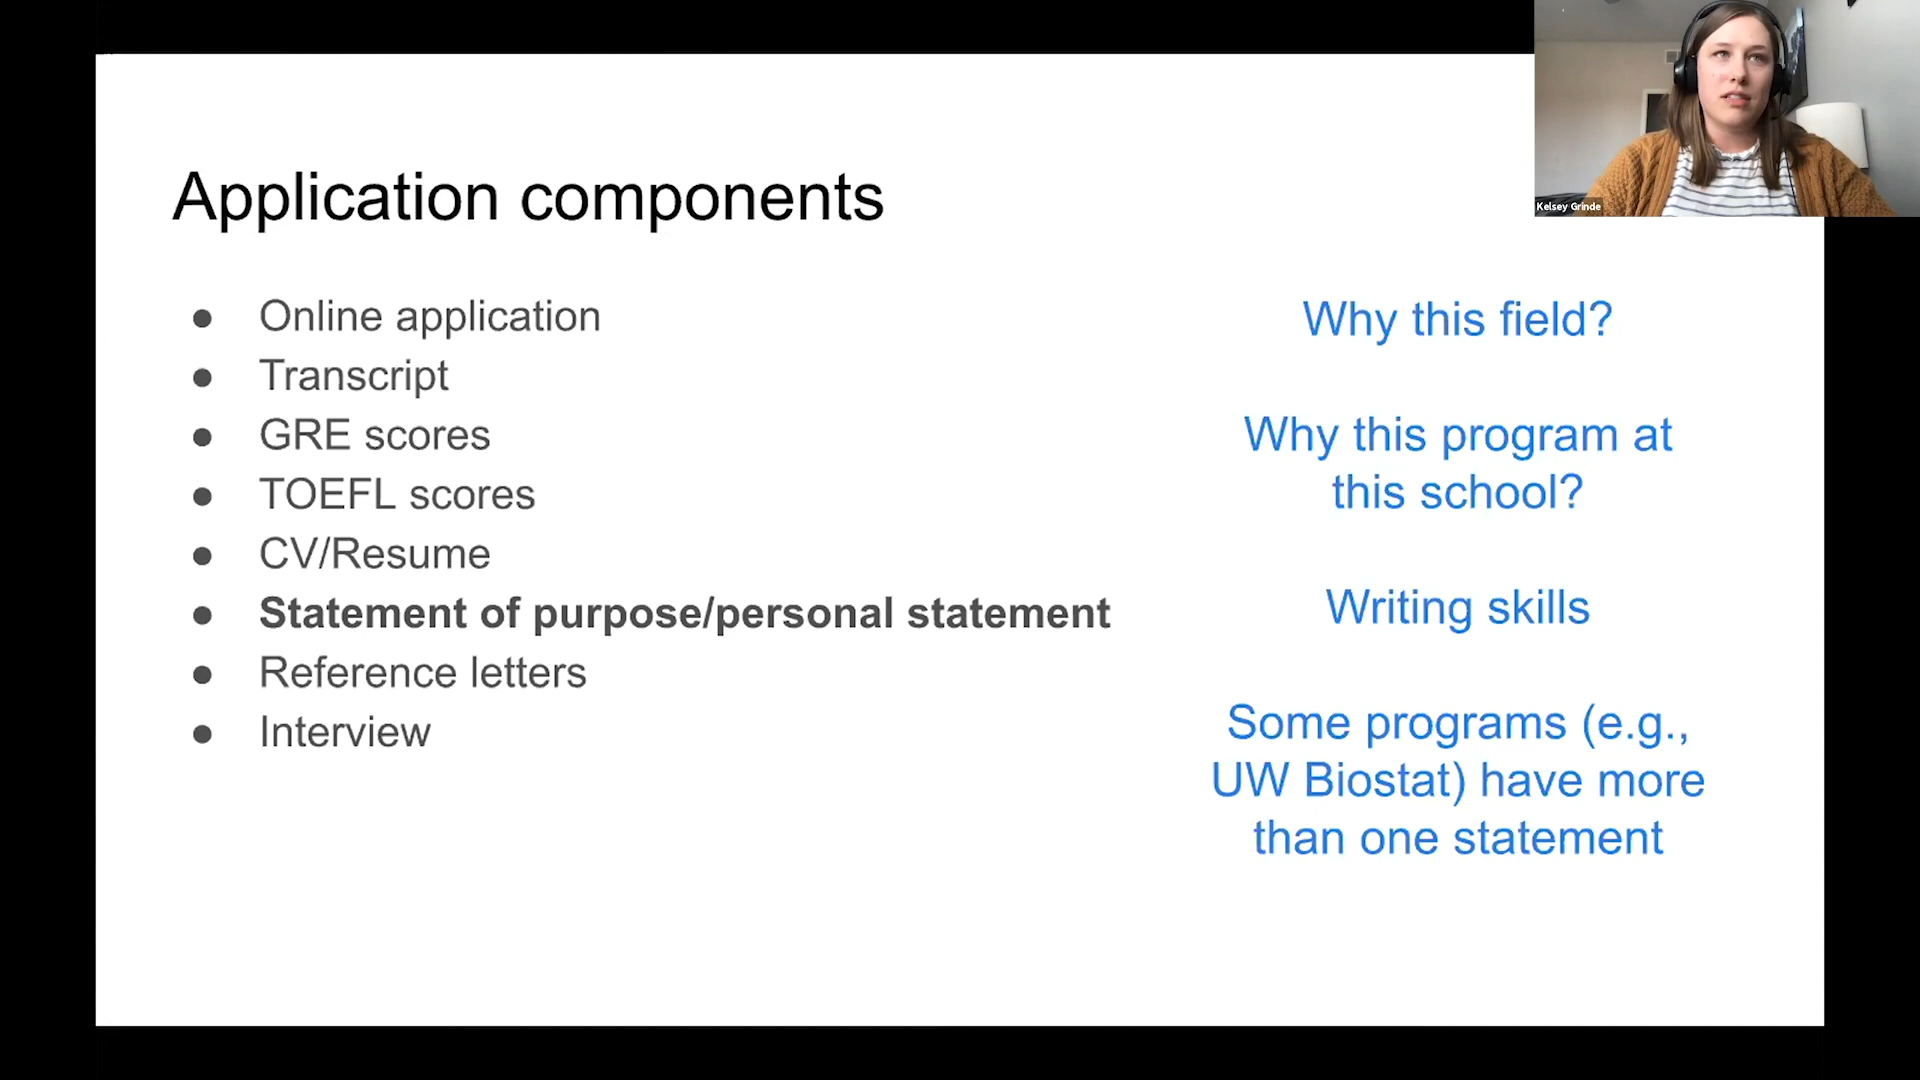 Kelsey Grinde
Application components
● Online application
● Transcript
● GRE scores
● TOEFL scores
● CV/Resume
● Statement of purpose/personal statement
● Reference letters
● Interview
Why this field?
Why this program at
this school?
Writing skills
Some programs (e.g.,
UW Biostat) have more
than one statement